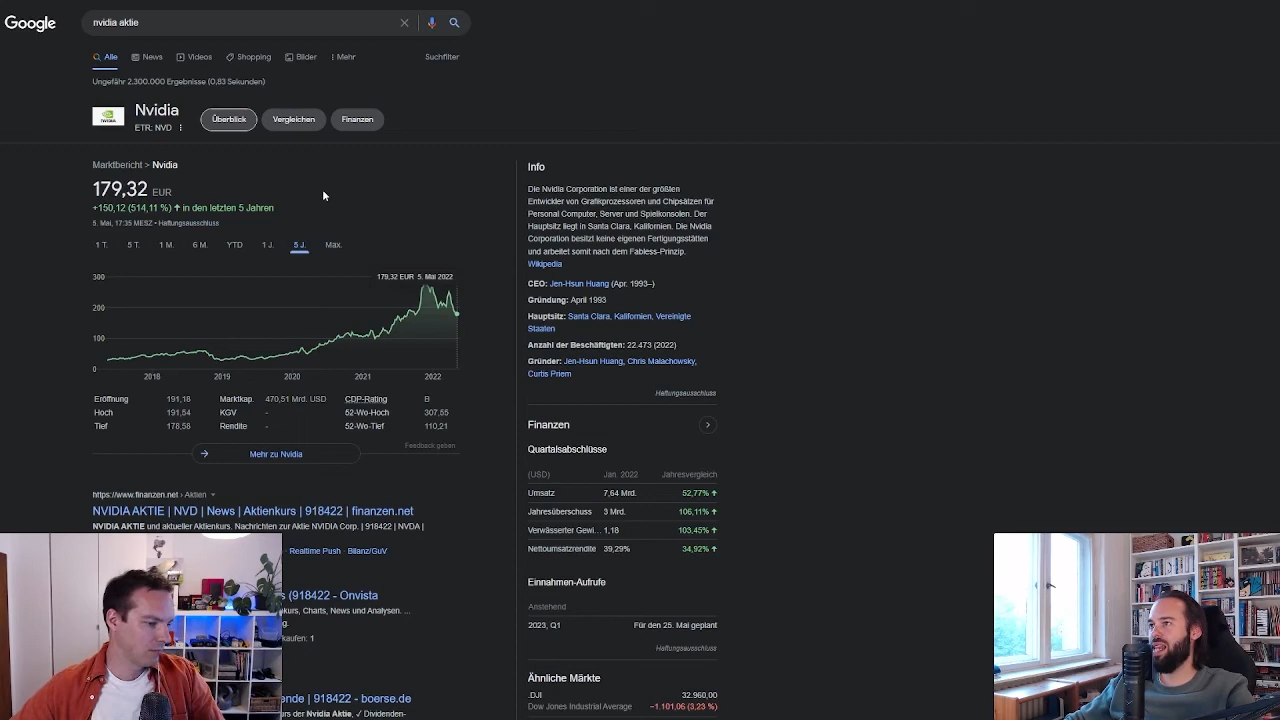 Google
nvidia aktie
Alle News Videos Shopping Bilder Mehr Suchfilter
Ungefähr 2.300.000 Ergebnisse (0,83 Sekunden)
Nvidia
ETR: NVD
Überblick Vergleichen Finanzen
Marktbericht > Nvidia
179,32 EUR
+150,12 (514,11 %) ↑ in den letzten 5 Jahren
5. Mai, 17:35 MESZ • Haftungsausschluss
1 T. 5 T. 1 M. 6 M. YTD 1 J. 5 J. Max.
179,32 EUR 5. Mai 2022
300
200
100
0
2018 2019 2020 2021 2022
Eröffnung 191,18 Marktkap. 470,51 Mrd. USD CDP-Rating B
Hoch 191,54 KGV - 52-Wo-Hoch 307,55
Tief 178,58 Rendite - 52-Wo-Tief 110,21
Feedback geben
Mehr zu Nvidia
https://www.finanzen.net › Aktien
NVIDIA AKTIE | NVD | News | Aktienkurs | 918422 | finanzen.net
NVIDIA AKTIE und aktueller Aktienkurs. Nachrichten zur Aktie NVIDIA Corp. | 918422 | NVDA |
Realtime Push · Bilanz/GuV
(918422) - Onvista
kurs, Charts, News und Analysen. ...
kaufen: 1
ende | 918422 - boerse.de
kurs der Nvidia Aktie, ✓ Dividenden-
Info
Die Nvidia Corporation ist einer der größten
Entwickler von Grafikprozessoren und Chipsätzen für
Personal Computer, Server und Spielkonsolen. Der
Hauptsitz liegt in Santa Clara, Kalifornien. Die Nvidia
Corporation besitzt keine eigenen Fertigungsstätten
und arbeitet somit nach dem Fabless-Prinzip.
Wikipedia
CEO: Jen-Hsun Huang (Apr. 1993–)
Gründung: April 1993
Hauptsitz: Santa Clara, Kalifornien, Vereinigte
Staaten
Anzahl der Beschäftigten: 22.473 (2022)
Gründer: Jen-Hsun Huang, Chris Malachowsky,
Curtis Priem
Haftungsausschluss
Finanzen
Quartalsabschlüsse
(USD) Jan. 2022 Jahresvergleich
Umsatz 7,64 Mrd. 52,77% ↑
Jahresüberschuss 3 Mrd. 106,11% ↑
Verwässerter Gewi... 1,18 103,45% ↑
Nettoumsatzrendite 39,29% 34,92% ↑
Einnahmen-Aufrufe
Anstehend
2023, Q1 Für den 25. Mai geplant
Haftungsausschluss
Ähnliche Märkte
.DJI 32.960,00
Dow Jones Industrial Average −1.101,06 (3,23 %)